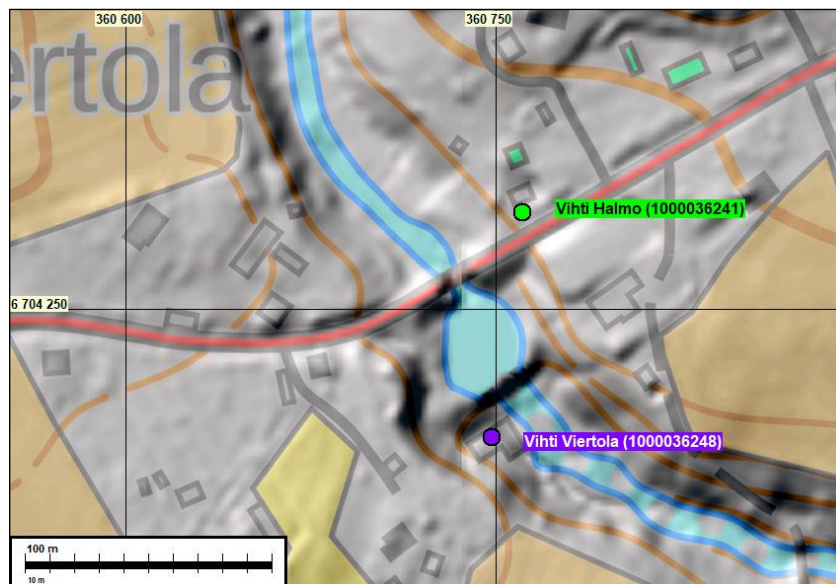 360 600
360 750
ertola
Vihti Halmo (1000036241)
6 704 250
Vihti Viertola (1000036248)
100 m
10 m